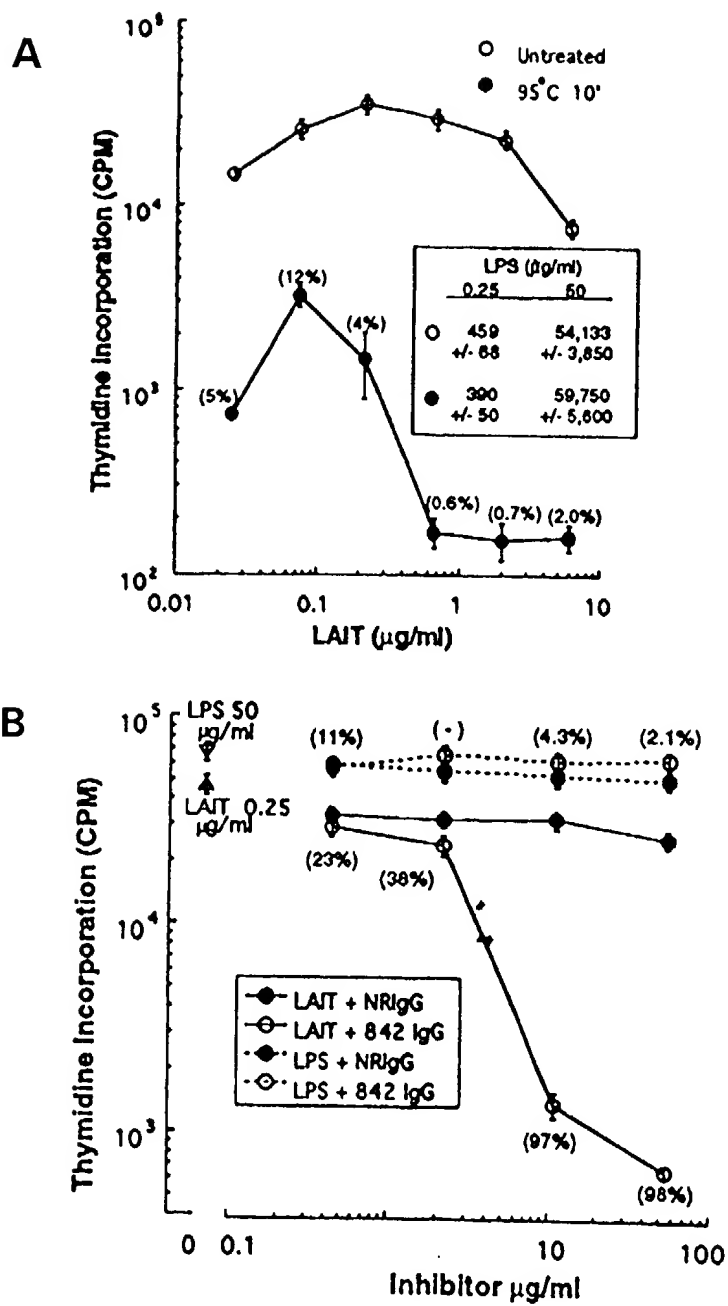 A
10⁵
Untreated
95°C 10'
Thymidine Incorporation (CPM)
10⁴
LPS (µg/ml)
0.25 50
459 54,133
+/- 68 +/- 3,850
390 59,750
+/- 50 +/- 5,600
(12%)
(4%)
10³
(5%)
(0.6%)
(0.7%)
(2.0%)
10²
0.01 0.1 1 10
LAIT (µg/ml)
B
10⁵
LPS 50
µg/ml
(11%) (-) (4.3%) (2.1%)
LAIT 0.25
µg/ml
(23%)
(38%)
Thymidine Incorporation (CPM)
10⁴
LAIT + NRIgG
LAIT + 842 IgG
LPS + NRIgG
LPS + 842 IgG
10³
(97%)
(98%)
0 0.1 1 10 100
Inhibitor µg/ml